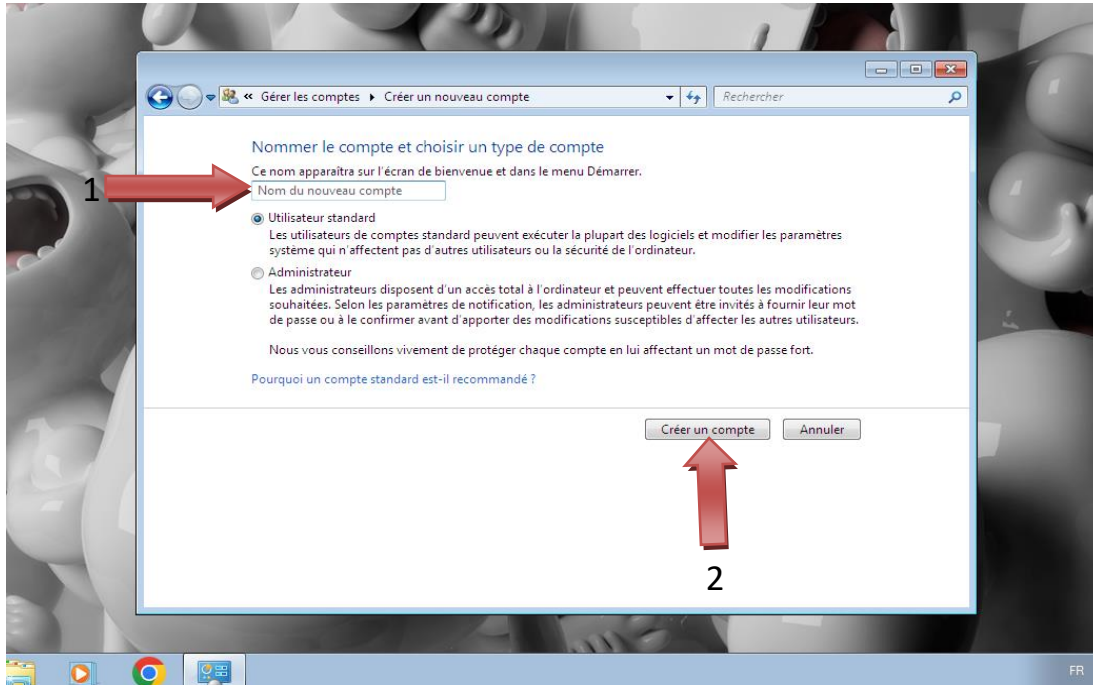 « Gérer les comptes ▸ Créer un nouveau compte
Rechercher
Nommer le compte et choisir un type de compte
Ce nom apparaîtra sur l'écran de bienvenue et dans le menu Démarrer.
1
Nom du nouveau compte
Utilisateur standard
Les utilisateurs de comptes standard peuvent exécuter la plupart des logiciels et modifier les paramètres
système qui n'affectent pas d'autres utilisateurs ou la sécurité de l'ordinateur.
Administrateur
Les administrateurs disposent d'un accès total à l'ordinateur et peuvent effectuer toutes les modifications
souhaitées. Selon les paramètres de notification, les administrateurs peuvent être invités à fournir leur mot
de passe ou à le confirmer avant d'apporter des modifications susceptibles d'affecter les autres utilisateurs.
Nous vous conseillons vivement de protéger chaque compte en lui affectant un mot de passe fort.
Pourquoi un compte standard est-il recommandé ?
Créer un compte
Annuler
2
FR